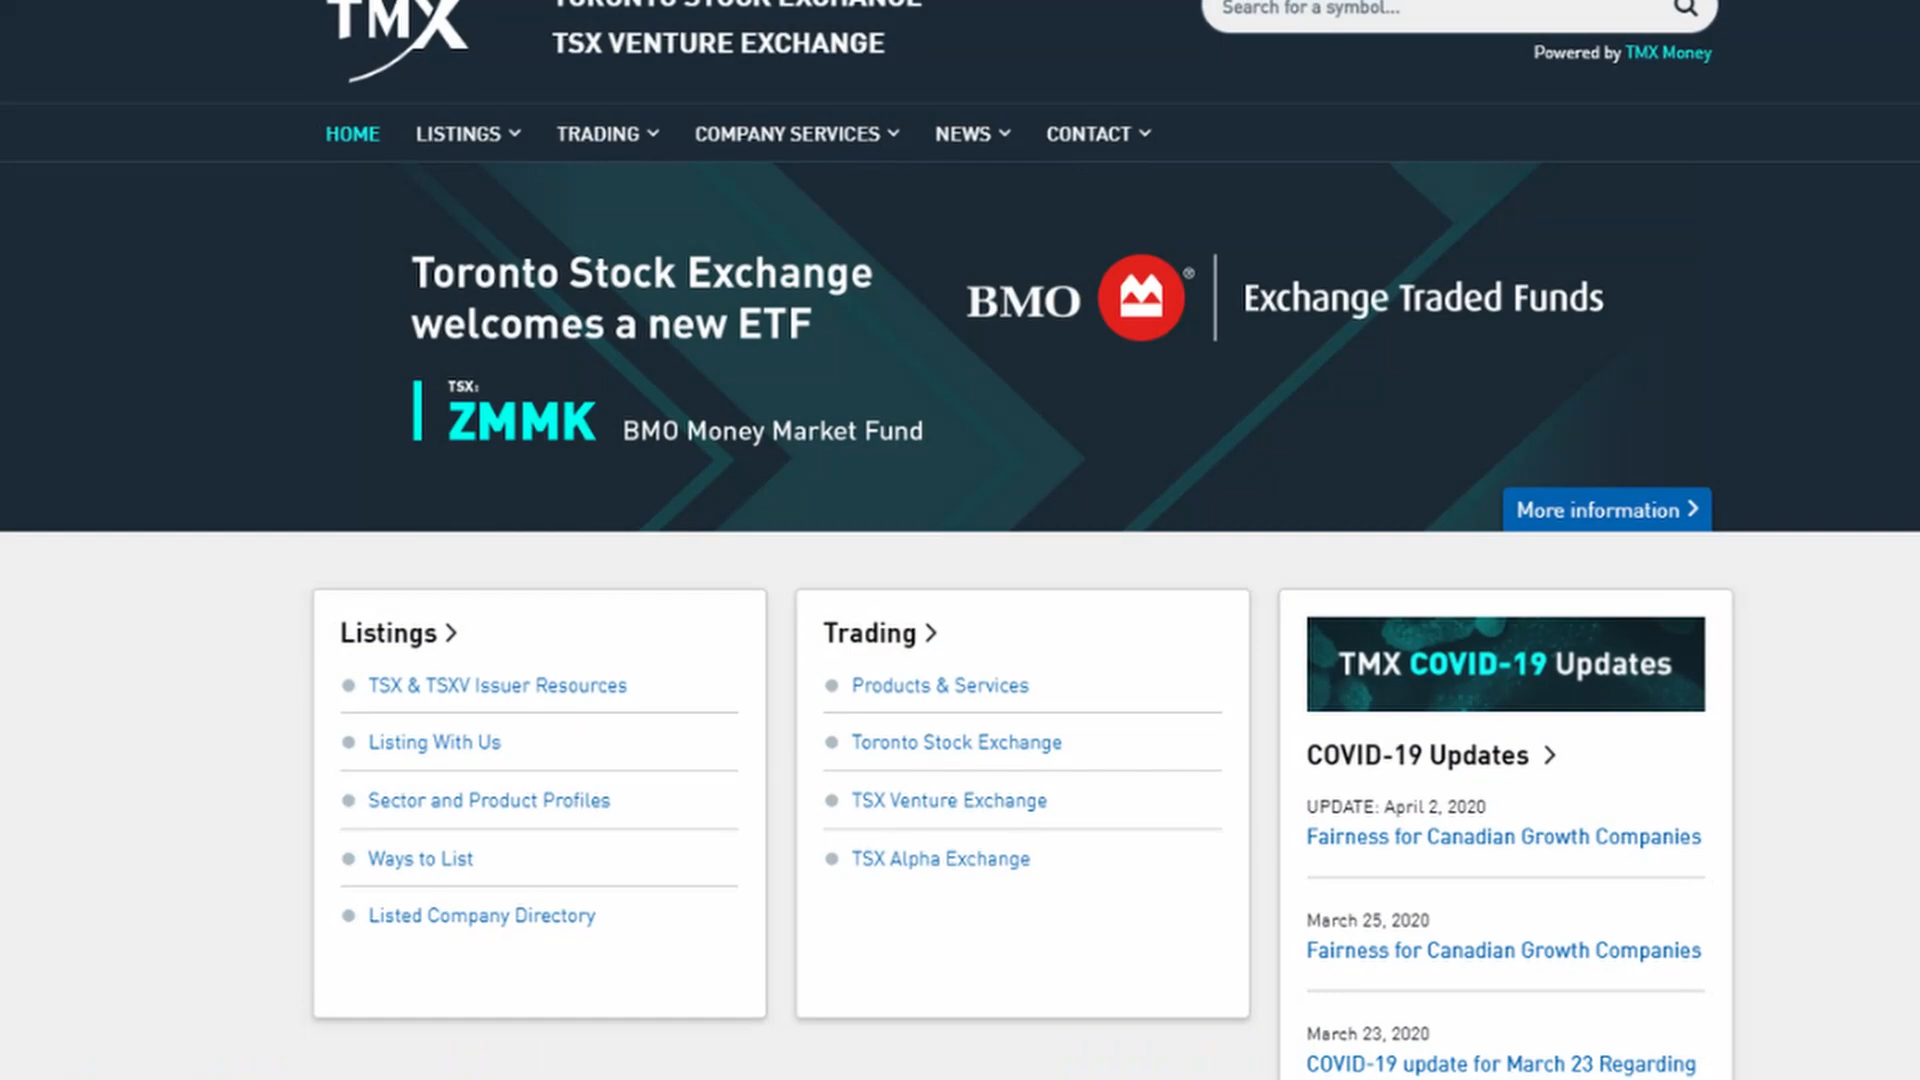 TMX
TORONTO STOCK EXCHANGE
TSX VENTURE EXCHANGE
Search for a symbol...
Powered by TMX Money
HOME LISTINGS TRADING COMPANY SERVICES NEWS CONTACT
Toronto Stock Exchange
welcomes a new ETF
BMO ® Exchange Traded Funds
TSX:
ZMMK BMO Money Market Fund
More information
Listings
TSX & TSXV Issuer Resources
Listing With Us
Sector and Product Profiles
Ways to List
Listed Company Directory
Trading
Products & Services
Toronto Stock Exchange
TSX Venture Exchange
TSX Alpha Exchange
TMX COVID-19 Updates
COVID-19 Updates
UPDATE: April 2, 2020
Fairness for Canadian Growth Companies
March 25, 2020
Fairness for Canadian Growth Companies
March 23, 2020
COVID-19 update for March 23 Regarding